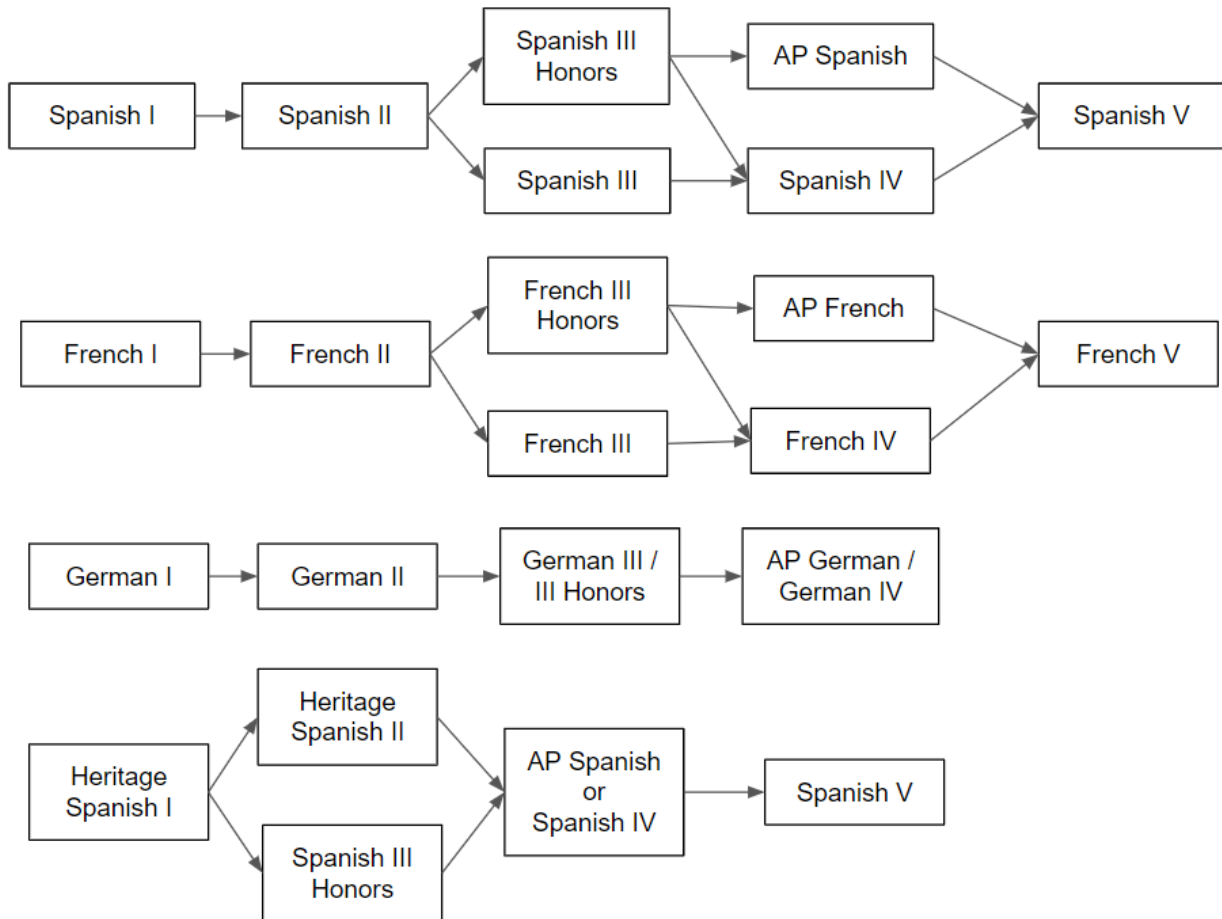 Spanish I
Spanish II
Spanish III
Honors
Spanish III
AP Spanish
Spanish IV
Spanish V
French I
French II
French III
Honors
French III
AP French
French IV
French V
German I
German II
German III /
III Honors
AP German /
German IV
Heritage
Spanish I
Heritage
Spanish II
Spanish III
Honors
AP Spanish
or
Spanish IV
Spanish V